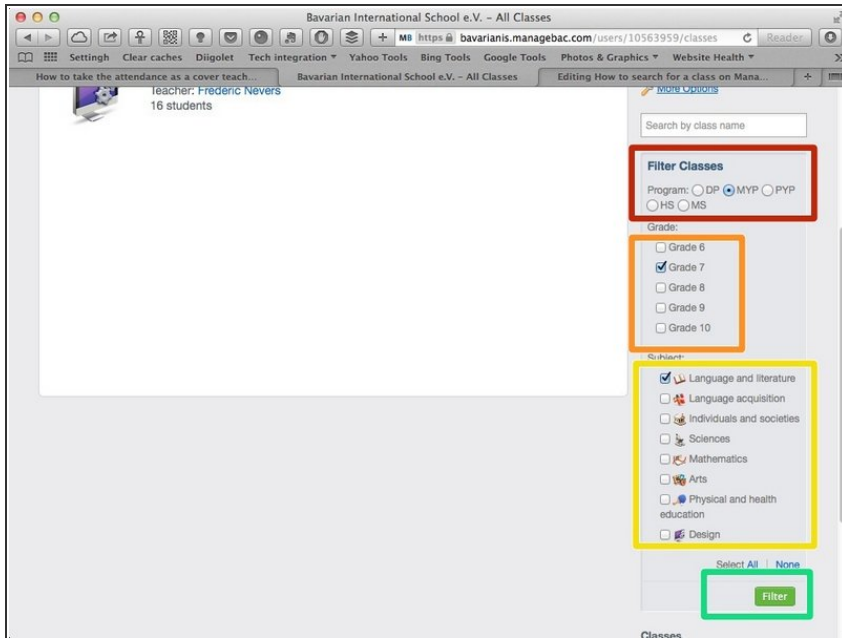 Bavarian International School e.V. – All Classes
MB https bavarianis.managebac.com/users/10563959/classes Reader
Settingh Clear caches Diigolet Tech integration Yahoo Tools Bing Tools Google Tools Photos & Graphics Website Health
How to take the attendance as a cover teach... Bavarian International School e.V. – All Classes Editing How to search for a class on Mana...
Teacher: Frederic Nevers
16 students
More Options
Search by class name
Filter Classes
Program: DP MYP PYP
HS MS
Grade:
Grade 6
Grade 7
Grade 8
Grade 9
Grade 10
Subject:
Language and literature
Language acquisition
Individuals and societies
Sciences
Mathematics
Arts
Physical and health
education
Design
Select All | None
Filter
Classes